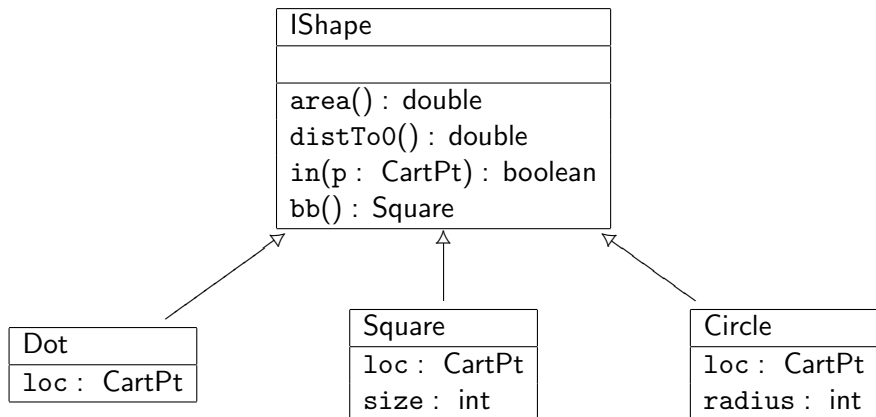 IShape
area() : double
distTo0() : double
in(p : CartPt) : boolean
bb() : Square
Dot
loc : CartPt
Square
loc : CartPt
size : int
Circle
loc : CartPt
radius : int